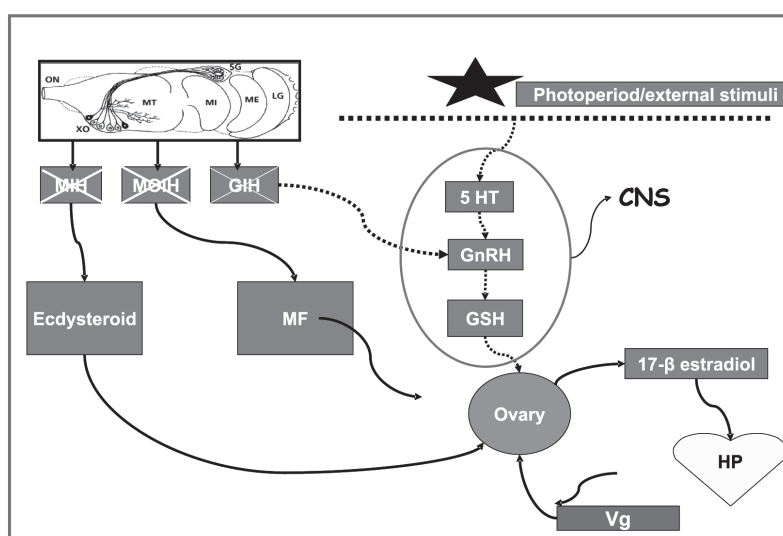 ON
SG
MT
MI
ME
LG
XO
Photoperiod/external stimuli
MIH
MOIH
GIH
5 HT
CNS
GnRH
Ecdysteroid
MF
GSH
17-β estradiol
Ovary
HP
Vg